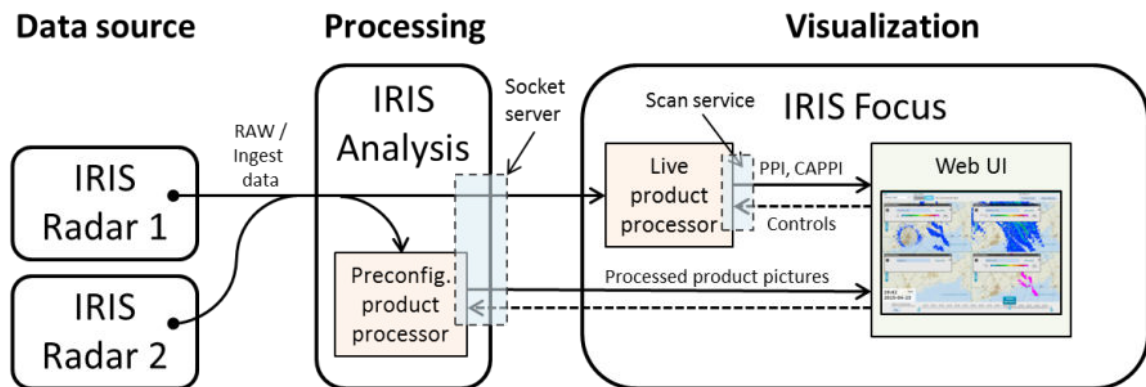 Data source
Processing
Visualization
IRIS
Radar 1
IRIS
Radar 2
RAW /
Ingest
data
IRIS
Analysis
Preconfig.
product
processor
Socket
server
IRIS Focus
Scan service
Live
product
processor
PPI, CAPPI
Controls
Processed product pictures
Web UI